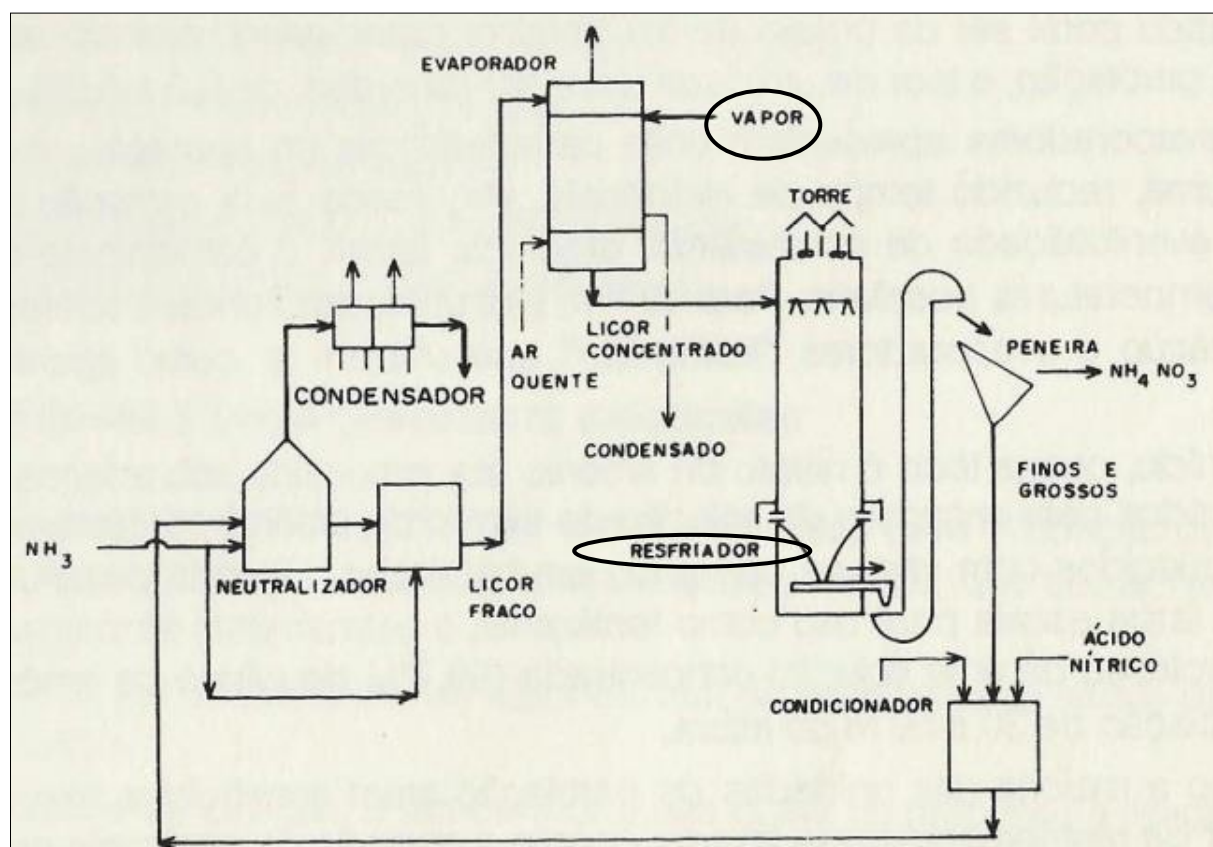 EVAPORADOR
VAPOR
TORRE
LICOR
CONCENTRADO
AR
QUENTE
PENEIRA
NH4 NO3
CONDENSADOR
CONDENSADO
FINOS E
GROSSOS
NH3
RESFRIADOR
NEUTRALIZADOR
LICOR
FRACO
ÁCIDO
NÍTRICO
CONDICIONADOR